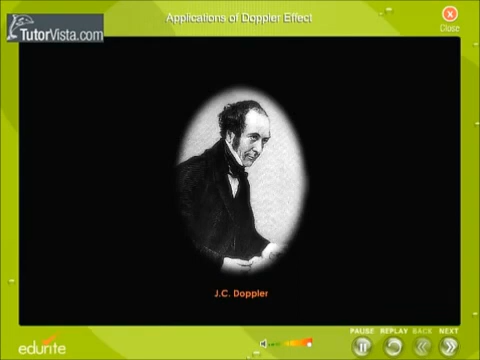 Applications of Doppler Effect
TutorVista.com
Close
J.C. Doppler
PAUSE REPLAY BACK NEXT
edurite